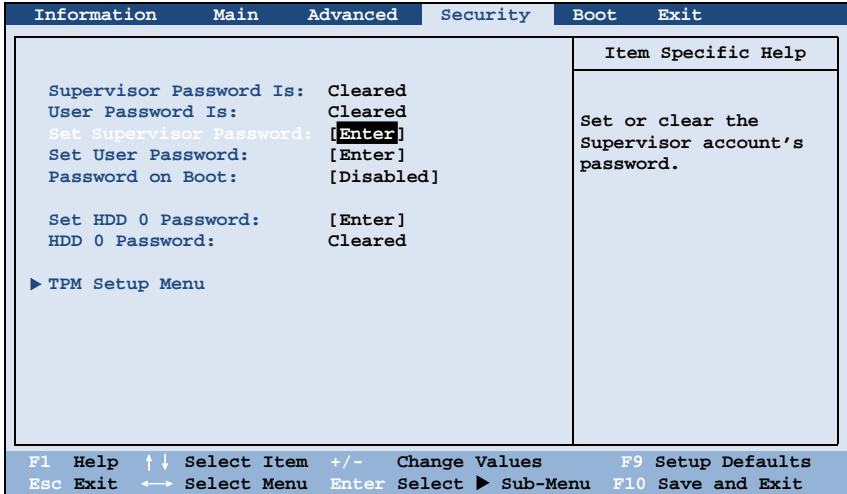 Information Main Advanced Security Boot Exit
Item Specific Help
Supervisor Password Is: Cleared
User Password Is: Cleared
Set Supervisor Password: [Enter]
Set User Password: [Enter]
Password on Boot: [Disabled]
Set HDD 0 Password: [Enter]
HDD 0 Password: Cleared
▶ TPM Setup Menu
Set or clear the
Supervisor account's
password.
F1 Help ↑↓ Select Item +/- Change Values F9 Setup Defaults
Esc Exit ←→ Select Menu Enter Select ▶ Sub-Menu F10 Save and Exit